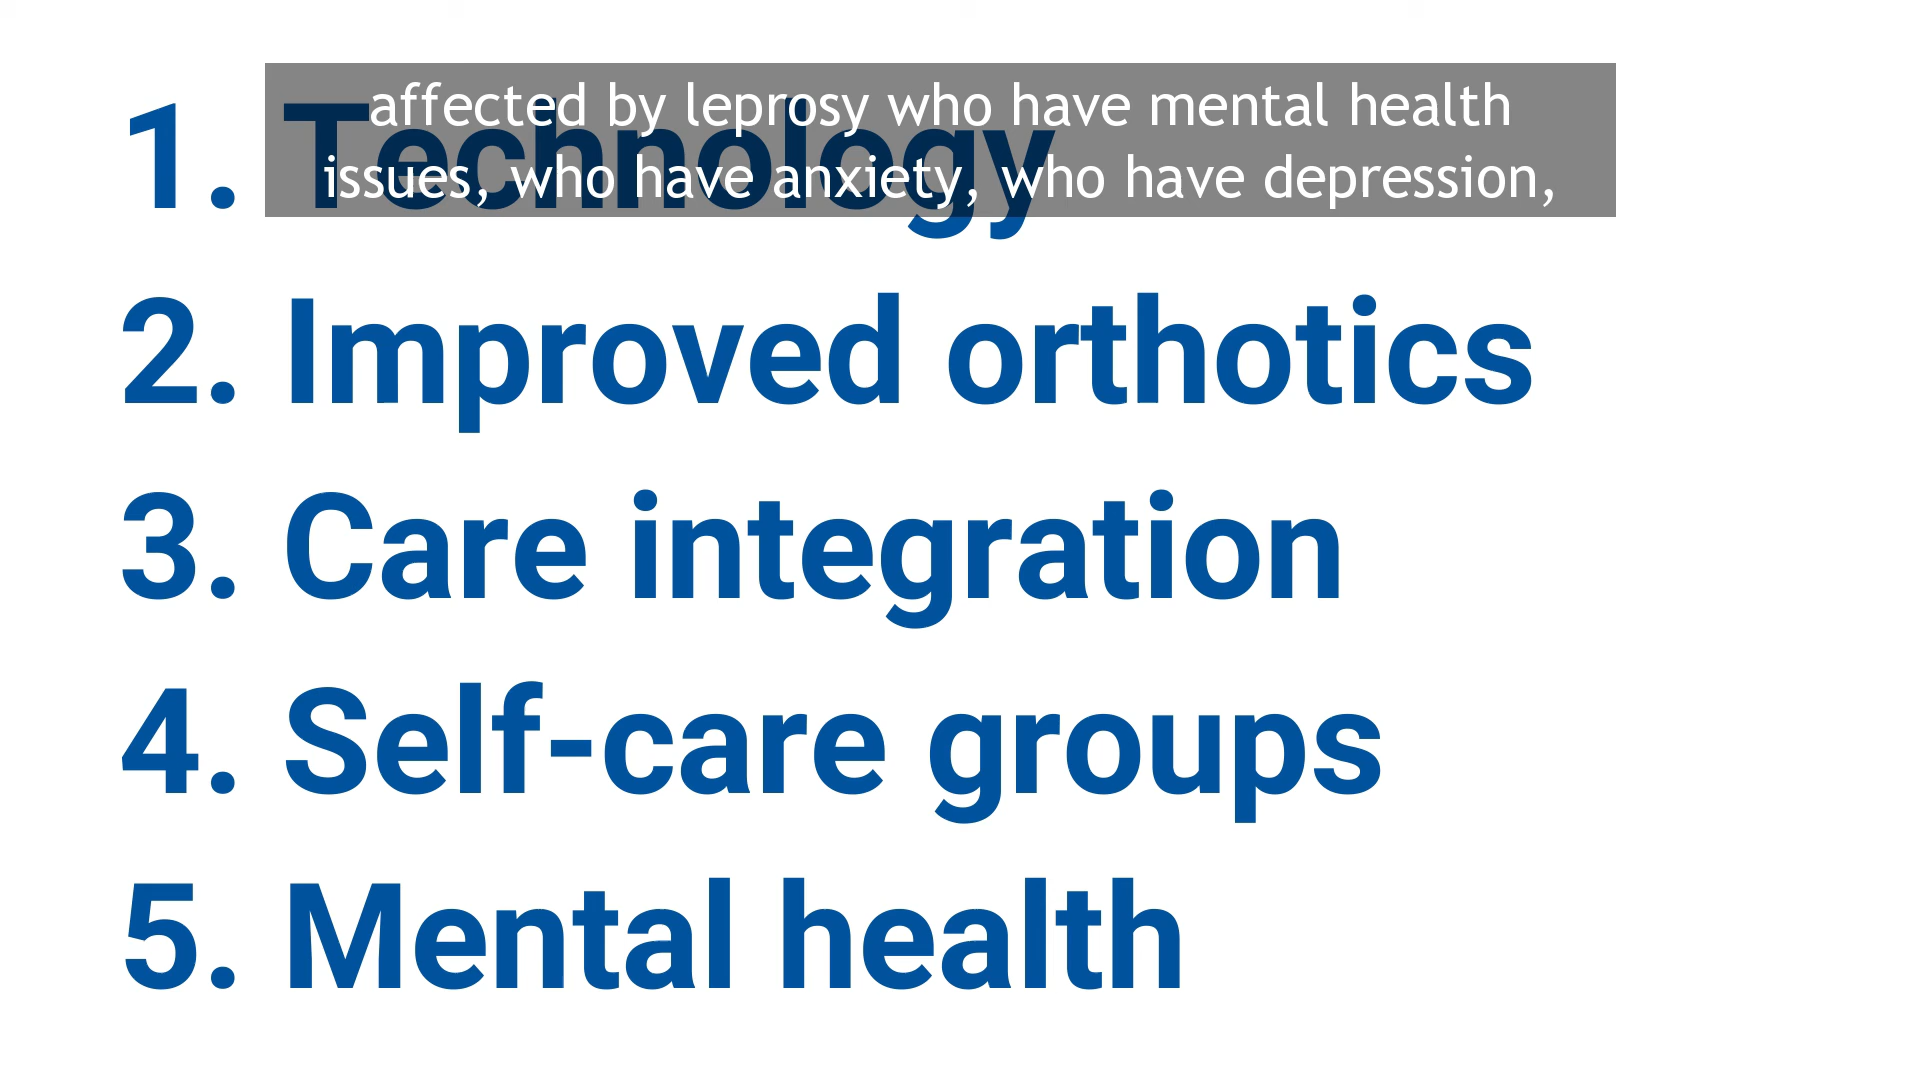 affected by leprosy who have mental health
issues, who have anxiety, who have depression,
1. Technology
2. Improved orthotics
3. Care integration
4. Self-care groups
5. Mental health